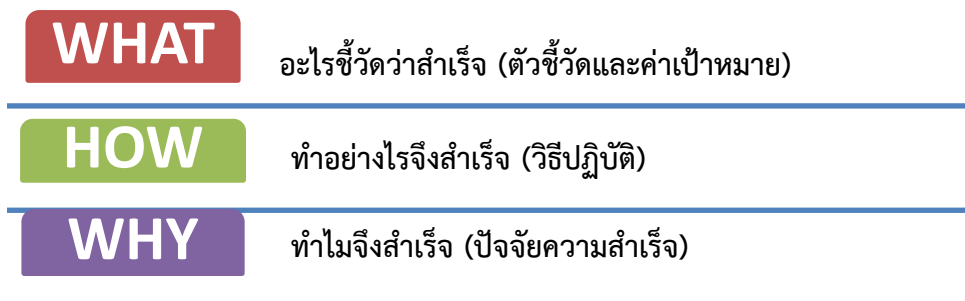 WHAT
อะไรชี้วัดว่าสำเร็จ (ตัวชี้วัดและค่าเป้าหมาย)
HOW
ทำอย่างไรจึงสำเร็จ (วิธีปฏิบัติ)
WHY
ทำไมจึงสำเร็จ (ปัจจัยความสำเร็จ)